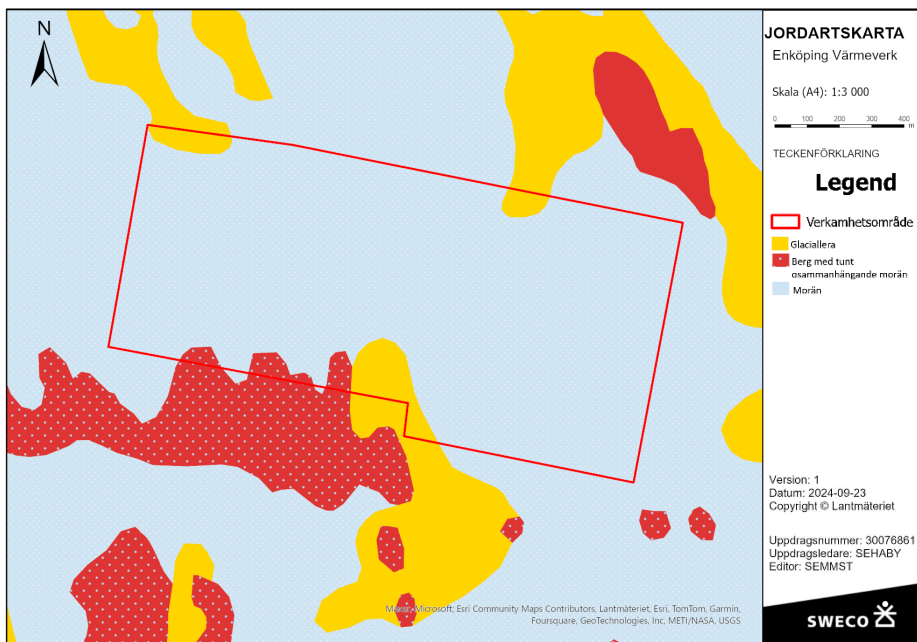 N
JORDARTSKARTA
Enköping Värmeverk
Skala (A4): 1:3 000
0 100 200 300 400
m
TECKENFÖRKLARING
Legend
Verkamhetsområde
Glaciallera
Berg med tunt
osammanhängande morän
Morän
Version: 1
Datum: 2024-09-23
Copyright © Lantmäteriet
Uppdragsnummer: 30076861
Uppdragsledare: SEHABY
Editor: SEMMST
Microsoft: Esri Community Maps Contributors, Lantmäteriet, Esri, TomTom, Garmin,
Foursquare, GeoTechnologies, Inc, METI/NASA, USGS
SWECO